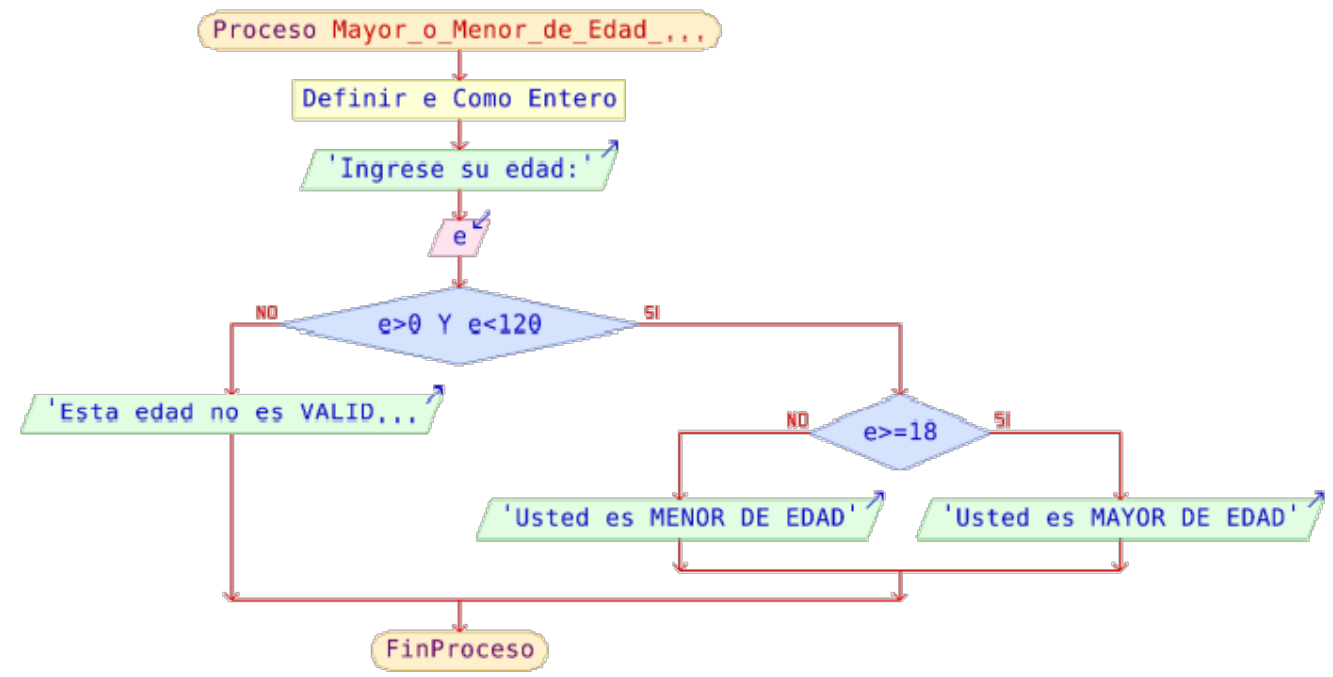 Proceso Mayor_o_Menor_de_Edad_...
Definir e Como Entero
'Ingrese su edad:'
e
NO
e>0 Y e<120
SI
'Esta edad no es VALID...
NO
e>=18
SI
'Usted es MENOR DE EDAD'
'Usted es MAYOR DE EDAD'
FinProceso